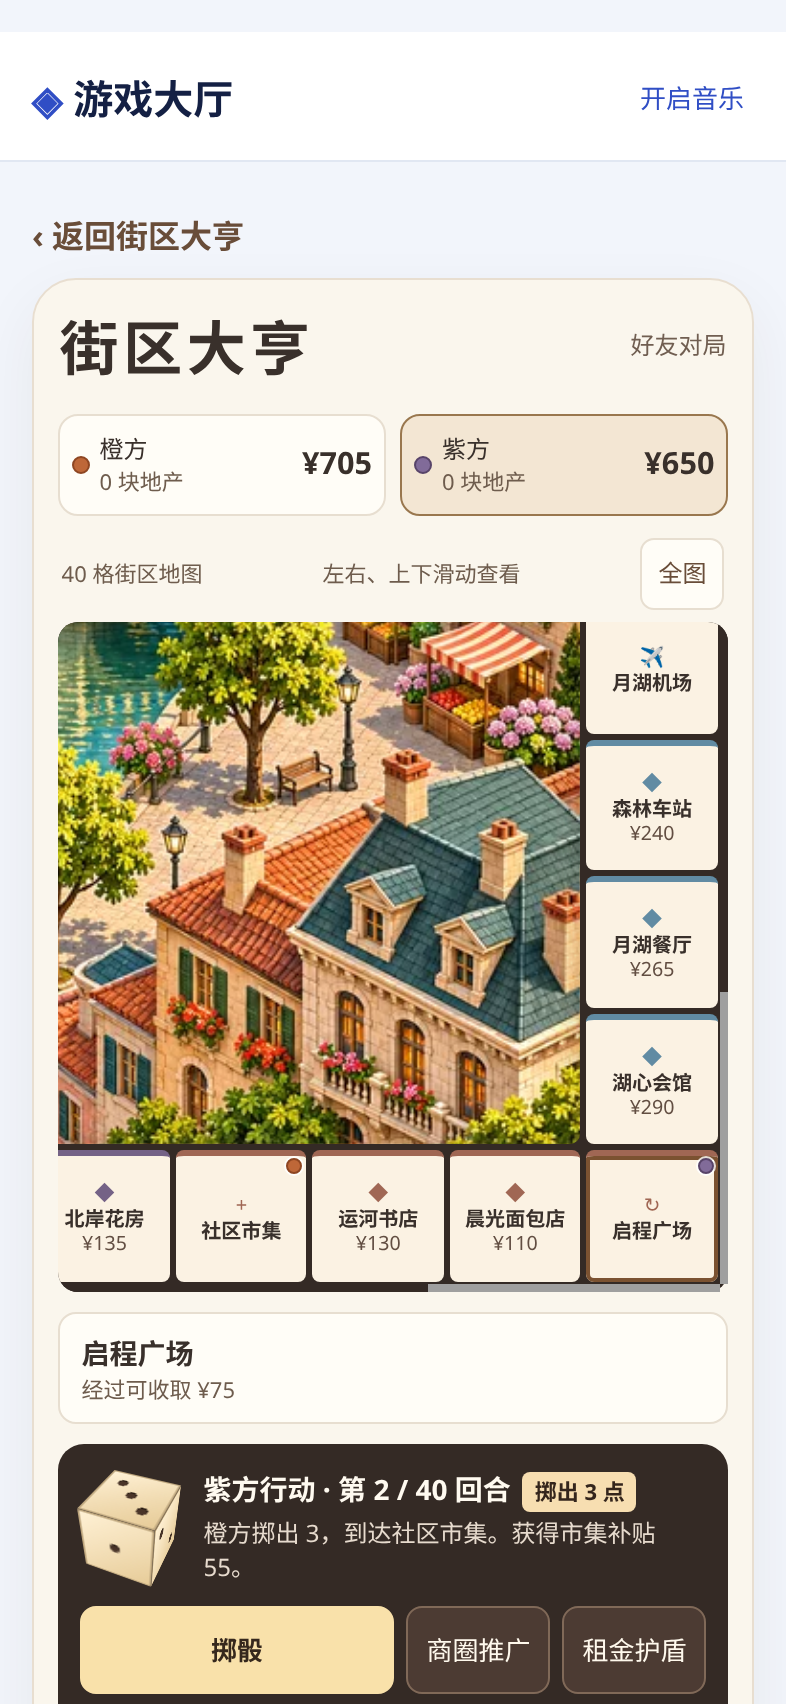 游戏大厅
开启音乐
‹ 返回街区大亨
街区大亨
好友对局
橙方
0 块地产
¥705
紫方
0 块地产
¥650
40 格街区地图
左右、上下滑动查看
全图
月湖机场
森林车站
¥240
月湖餐厅
¥265
湖心会馆
¥290
北岸花房
¥135
+
社区市集
运河书店
¥130
晨光面包店
¥110
↻
启程广场
启程广场
经过可收取 ¥75
紫方行动 · 第 2 / 40 回合
掷出 3 点
橙方掷出 3，到达社区市集。获得市集补贴
55。
掷骰
商圈推广
租金护盾